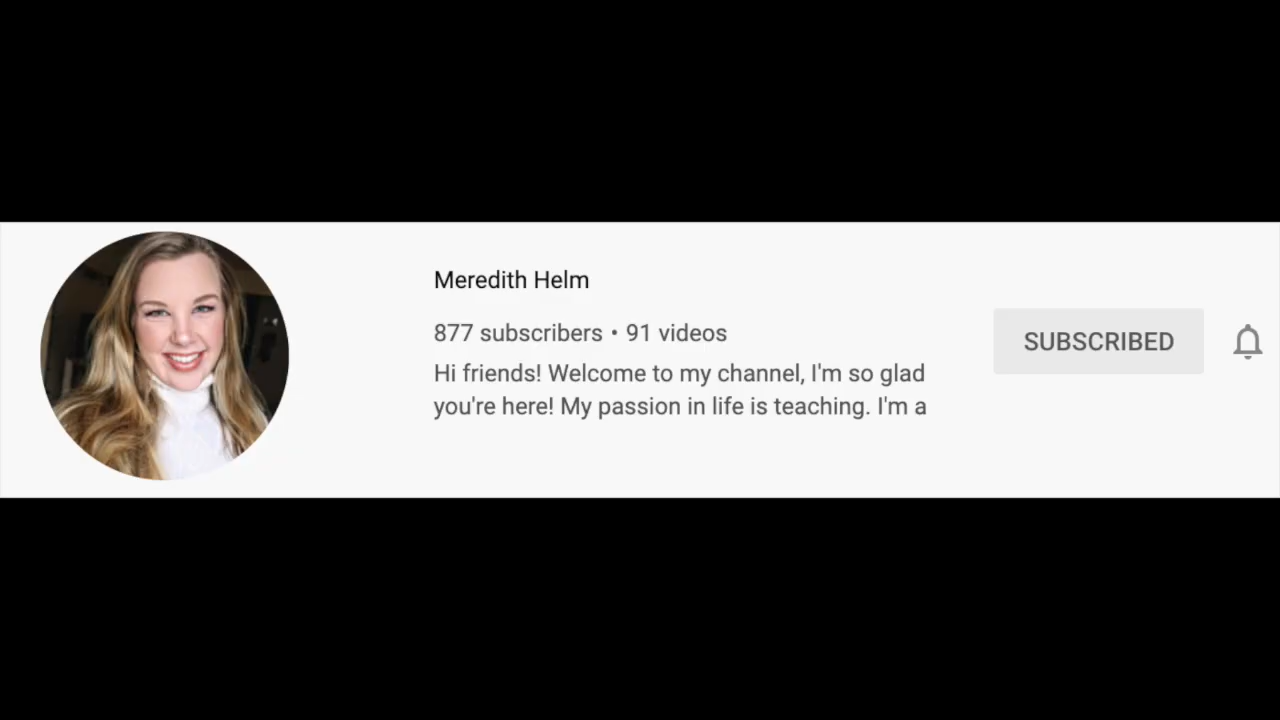 Meredith Helm
877 subscribers • 91 videos
SUBSCRIBED
Hi friends! Welcome to my channel, I'm so glad
you're here! My passion in life is teaching. I'm a